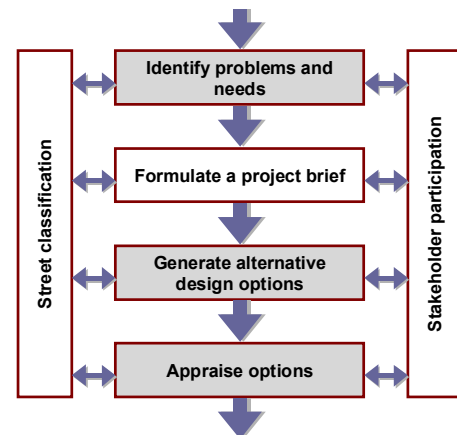 Identify problems and
needs
Formulate a project brief
Generate alternative
design options
Appraise options
Street classification
Stakeholder participation